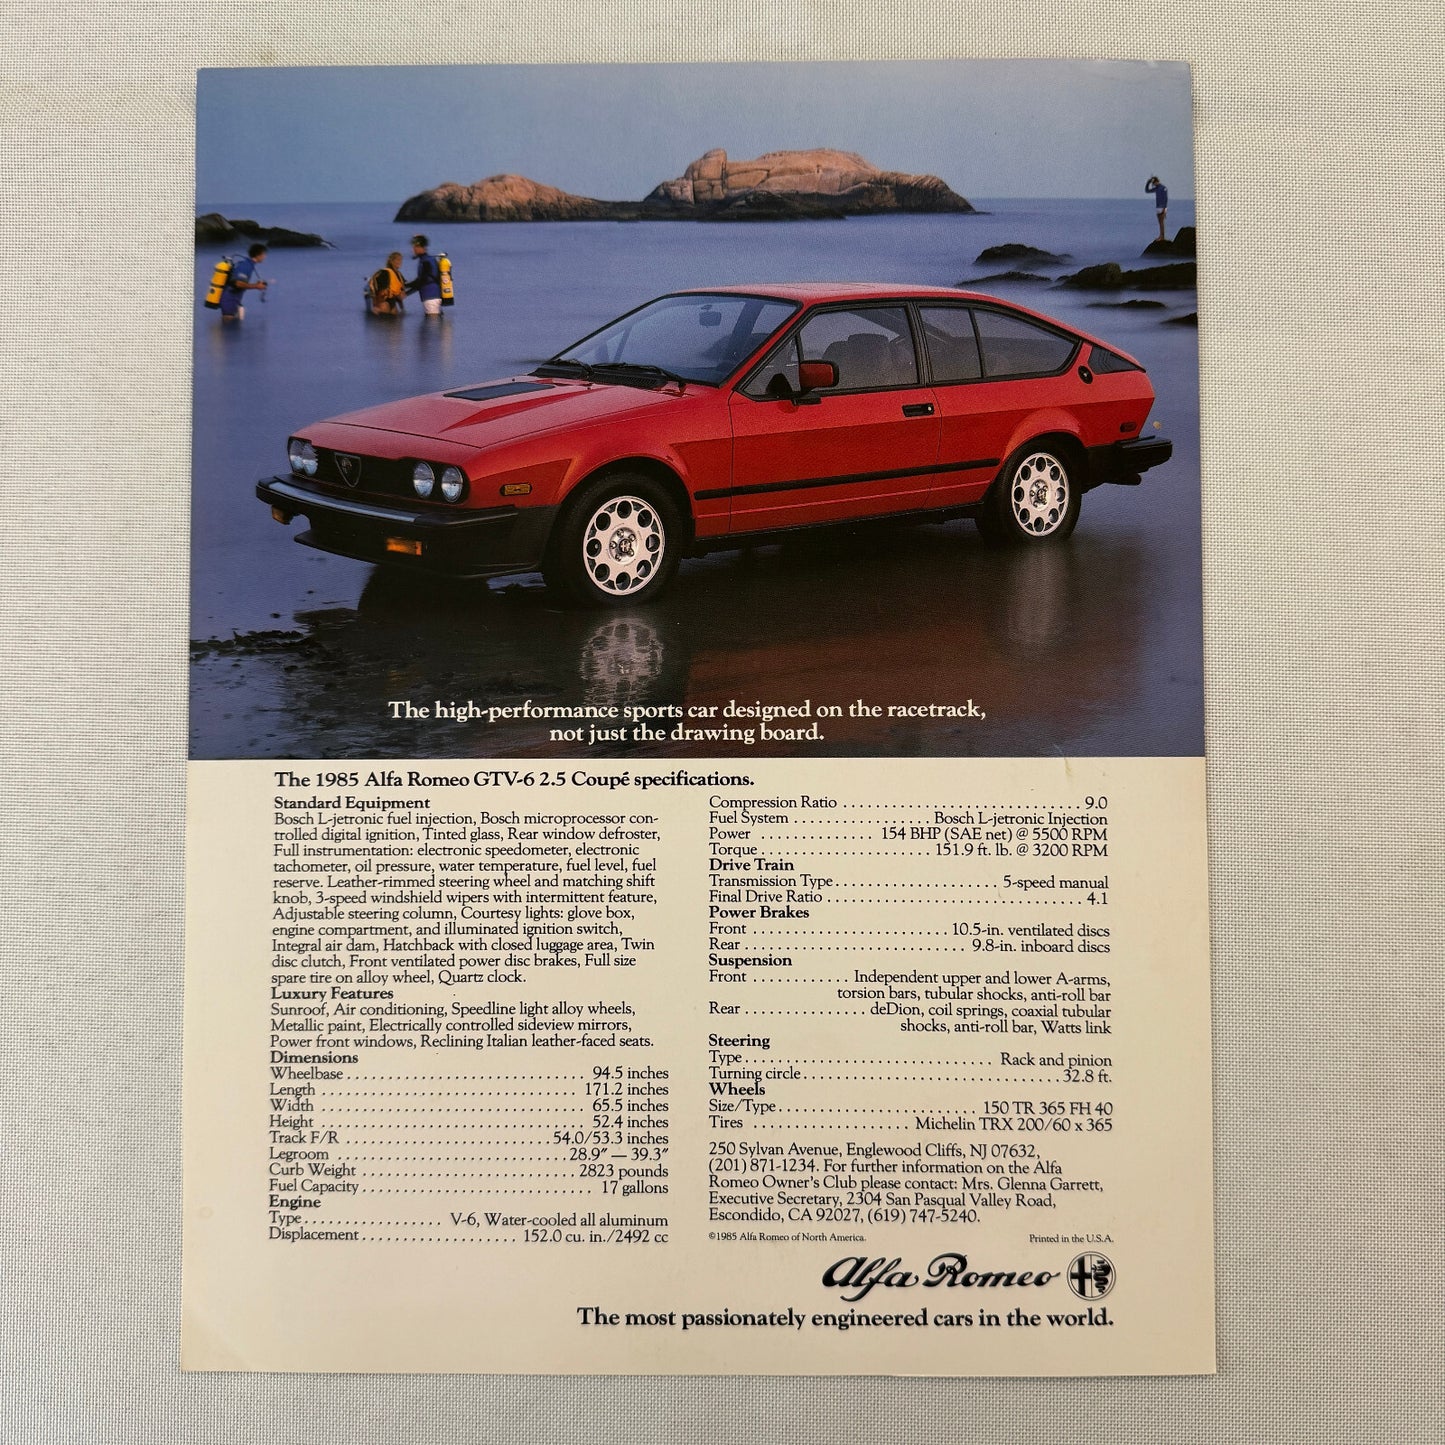 The high-performance sports car designed on the racetrack,
not just the drawing board.
The 1985 Alfa Romeo GTV-6 2.5 Coupé specifications.
Standard Equipment
Bosch L-jetronic fuel injection, Bosch microprocessor con-
trolled digital ignition, Tinted glass, Rear window defroster,
Full instrumentation: electronic speedometer, electronic
tachometer, oil pressure, water temperature, fuel level, fuel
reserve. Leather-rimmed steering wheel and matching shift
knob, 3-speed windshield wipers with intermittent feature,
Adjustable steering column, Courtesy lights: glove box,
engine compartment, and illuminated ignition switch,
Integral air dam, Hatchback with closed luggage area, Twin
disc clutch, Front ventilated power disc brakes, Full size
spare tire on alloy wheel, Quartz clock.
Luxury Features
Sunroof, Air conditioning, Speedline light alloy wheels,
Metallic paint, Electrically controlled sideview mirrors,
Power front windows, Reclining Italian leather-faced seats.
Dimensions
Wheelbase . . . . . . . . . . 94.5 inches
Length . . . . . . . . . . 171.2 inches
Width . . . . . . . . . . 65.5 inches
Height . . . . . . . . . . 52.4 inches
Track F/R . . . . . . . . . . 54.0/53.3 inches
Legroom . . . . . . . . . . 28.9″ — 39.3″
Curb Weight . . . . . . . . . . 2823 pounds
Fuel Capacity . . . . . . . . . . 17 gallons
Engine
Type . . . . . . . . . . V-6, Water-cooled all aluminum
Displacement . . . . . . . . . . 152.0 cu. in./2492 cc
Compression Ratio . . . . . . . . . . 9.0
Fuel System . . . . . . . . . . Bosch L-jetronic Injection
Power . . . . . . . . . . 154 BHP (SAE net) @ 5500 RPM
Torque . . . . . . . . . . 151.9 ft. lb. @ 3200 RPM
Drive Train
Transmission Type . . . . . . . . . . 5-speed manual
Final Drive Ratio . . . . . . . . . . 4.1
Power Brakes
Front . . . . . . . . . . 10.5-in. ventilated discs
Rear . . . . . . . . . . 9.8-in. inboard discs
Suspension
Front . . . . . . . . . . Independent upper and lower A-arms,
torsion bars, tubular shocks, anti-roll bar
Rear . . . . . . . . . . deDion, coil springs, coaxial tubular
shocks, anti-roll bar, Watts link
Steering
Type . . . . . . . . . . Rack and pinion
Turning circle . . . . . . . . . . 32.8 ft.
Wheels
Size/Type . . . . . . . . . . 150 TR 365 FH 40
Tires . . . . . . . . . . Michelin TRX 200/60 x 365
250 Sylvan Avenue, Englewood Cliffs, NJ 07632,
(201) 871-1234. For further information on the Alfa
Romeo Owner's Club please contact: Mrs. Glenna Garrett,
Executive Secretary, 2304 San Pasqual Valley Road,
Escondido, CA 92027, (619) 747-5240.
©1985 Alfa Romeo of North America. Printed in the U.S.A.
Alfa Romeo
The most passionately engineered cars in the world.